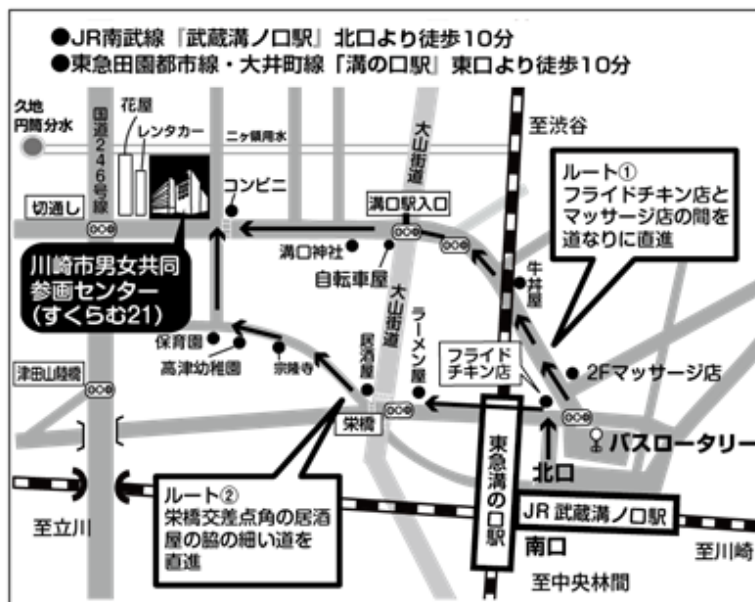 ●JR南武線『武蔵溝ノ口駅』北口より徒歩10分
●東急田園都市線・大井町線「溝の口駅」東口より徒歩10分
久地
円筒分水
国道246号線
花屋
レンタカー
ニヶ領用水
大山街道
至渋谷
コンビニ
切通し
溝口駅入口
ルート①
フライドチキン店と
マッサージ店の間を
道なりに直進
川崎市男女共同
参画センター
(すくらむ21)
溝口神社
自転車屋
牛丼屋
大山街道
保育園
高津幼稚園
宗隆寺
居酒屋
ラーメン屋
フライド
チキン店
2Fマッサージ店
津田山陸橋
栄橋
バスロータリー
北口
東急溝の口駅
ルート②
栄橋交差点角の居酒
屋の脇の細い道を
直進
JR 武蔵溝ノ口駅
至立川
南口
至川崎
至中央林間